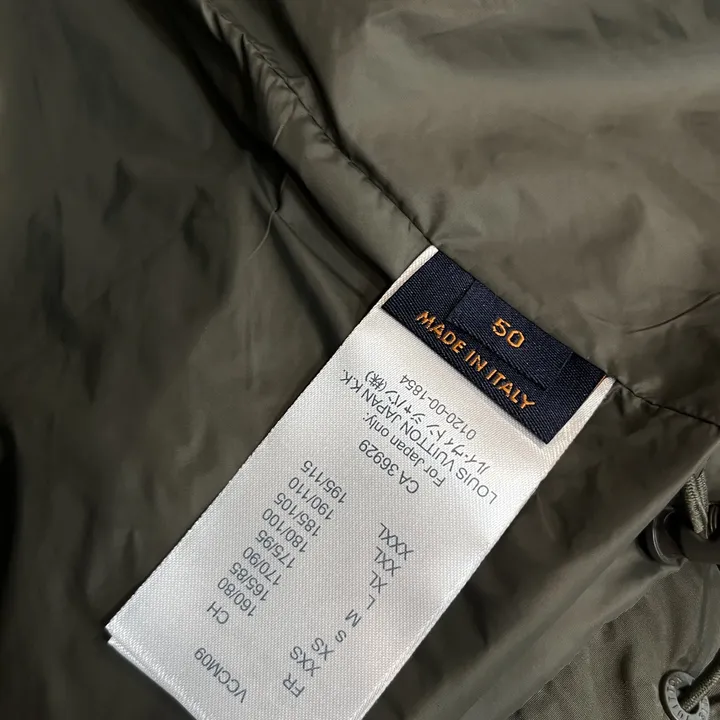 50
MADE IN ITALY
VCCM09
FR CH
XXS 160/80
XS 165/85
S 170/90
M 175/95
L 180/100
XL 185/105
XXL 190/110
XXXL 195/115
CA 36929
For Japan only:
LOUIS VUITTON JAPAN K.K.
ルイ・ヴィトン ジャパン(株)
0120-00-1854